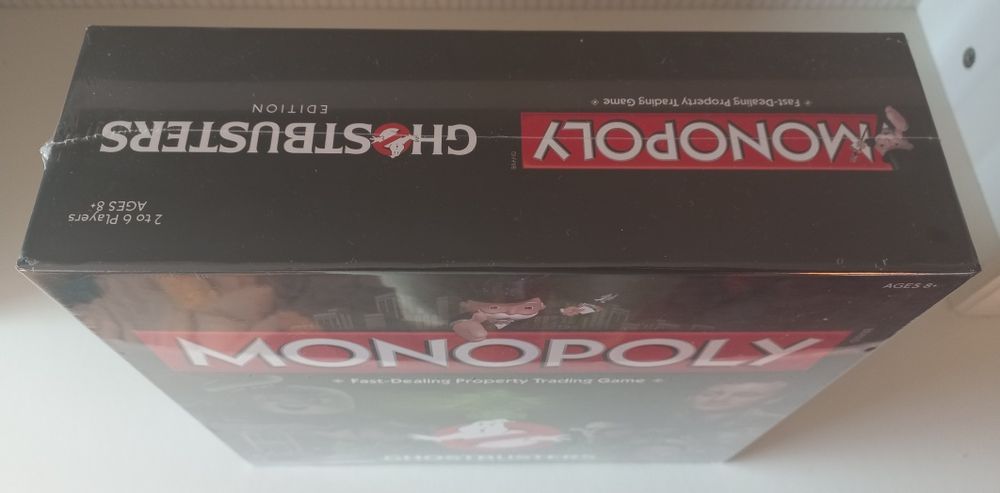 MONOPOLY
Fast-Dealing Property Trading Game
GHOSTBUSTERS
EDITION
2 to 6 Players
AGES 8+
AGES 8+
MONOPOLY
Fast-Dealing Property Trading Game
GHOSTBUSTERS